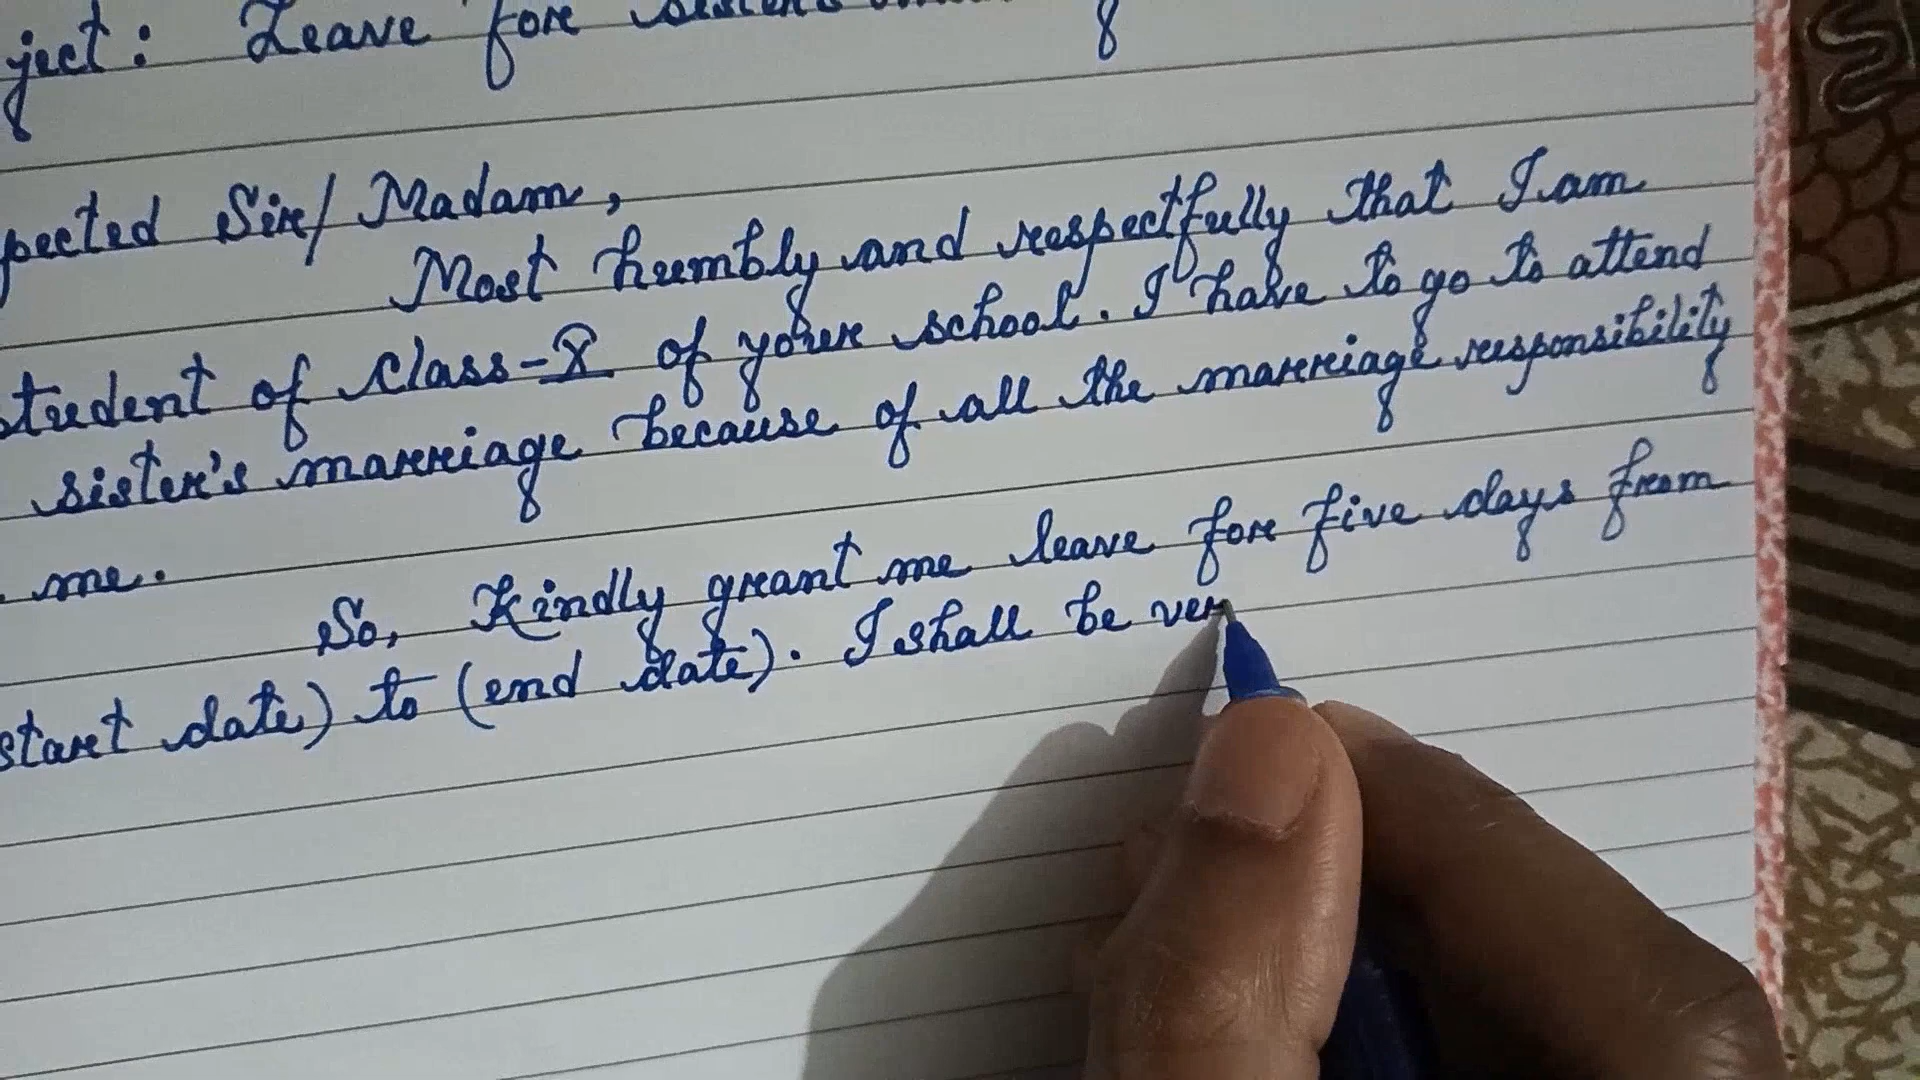 ject: Leave for sister's
pected Sir/ Madam,
Most humbly and respectfully that I am
student of class-X of your school. I have to go to attend
sister's marriage because of all the marriage responsibility
me.
So, Kindly grant me leave for five days from
start date) to (end date). I shall be ver